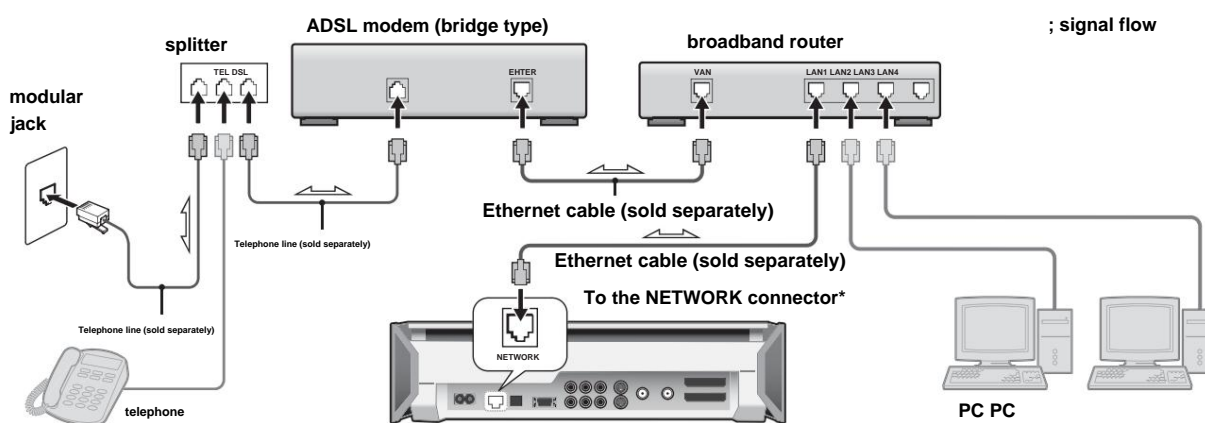 ADSL modem (bridge type)
; signal flow
splitter
broadband router
TEL DSL
EHTER
VAN
LAN1 LAN2 LAN3 LAN4
modular
jack
Ethernet cable (sold separately)
Telephone line (sold separately)
Ethernet cable (sold separately)
To the NETWORK connector*
Telephone line (sold separately)
NETWORK
telephone
PC PC